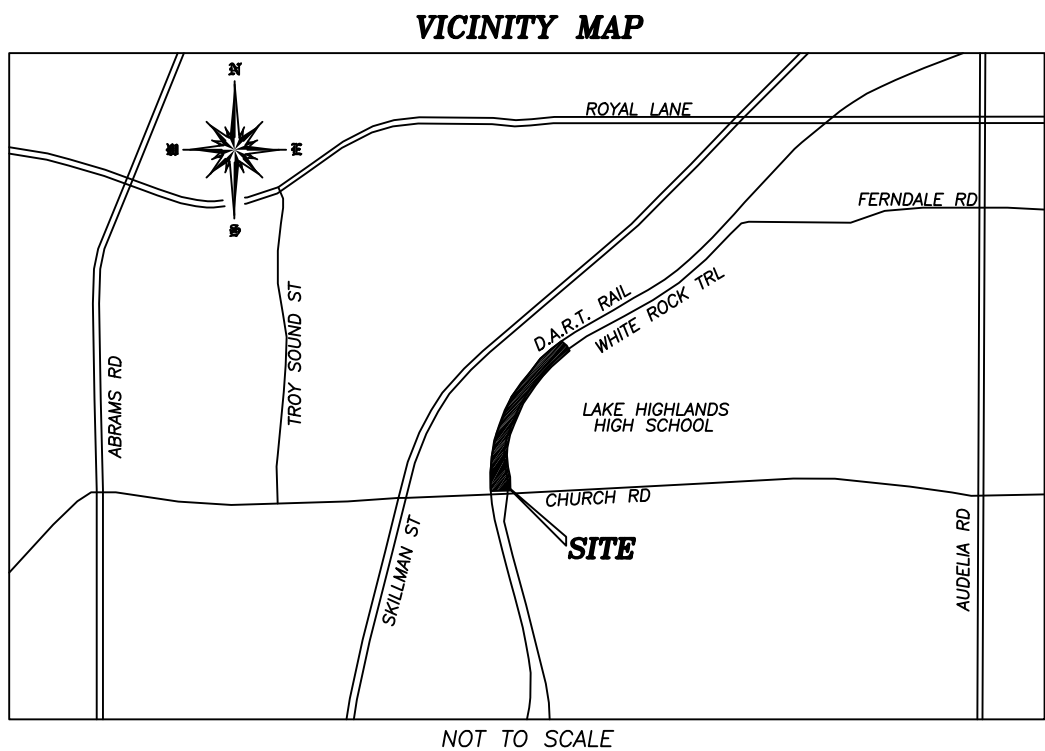 VICINITY MAP
N
W
E
S
ROYAL LANE
FERNDALE RD
D.A.R.T. RAIL
WHITE ROCK TRL
TROY SOUND ST
ABRAMS RD
LAKE HIGHLANDS
HIGH SCHOOL
CHURCH RD
SITE
SKILLMAN ST
AUDELIA RD
NOT TO SCALE